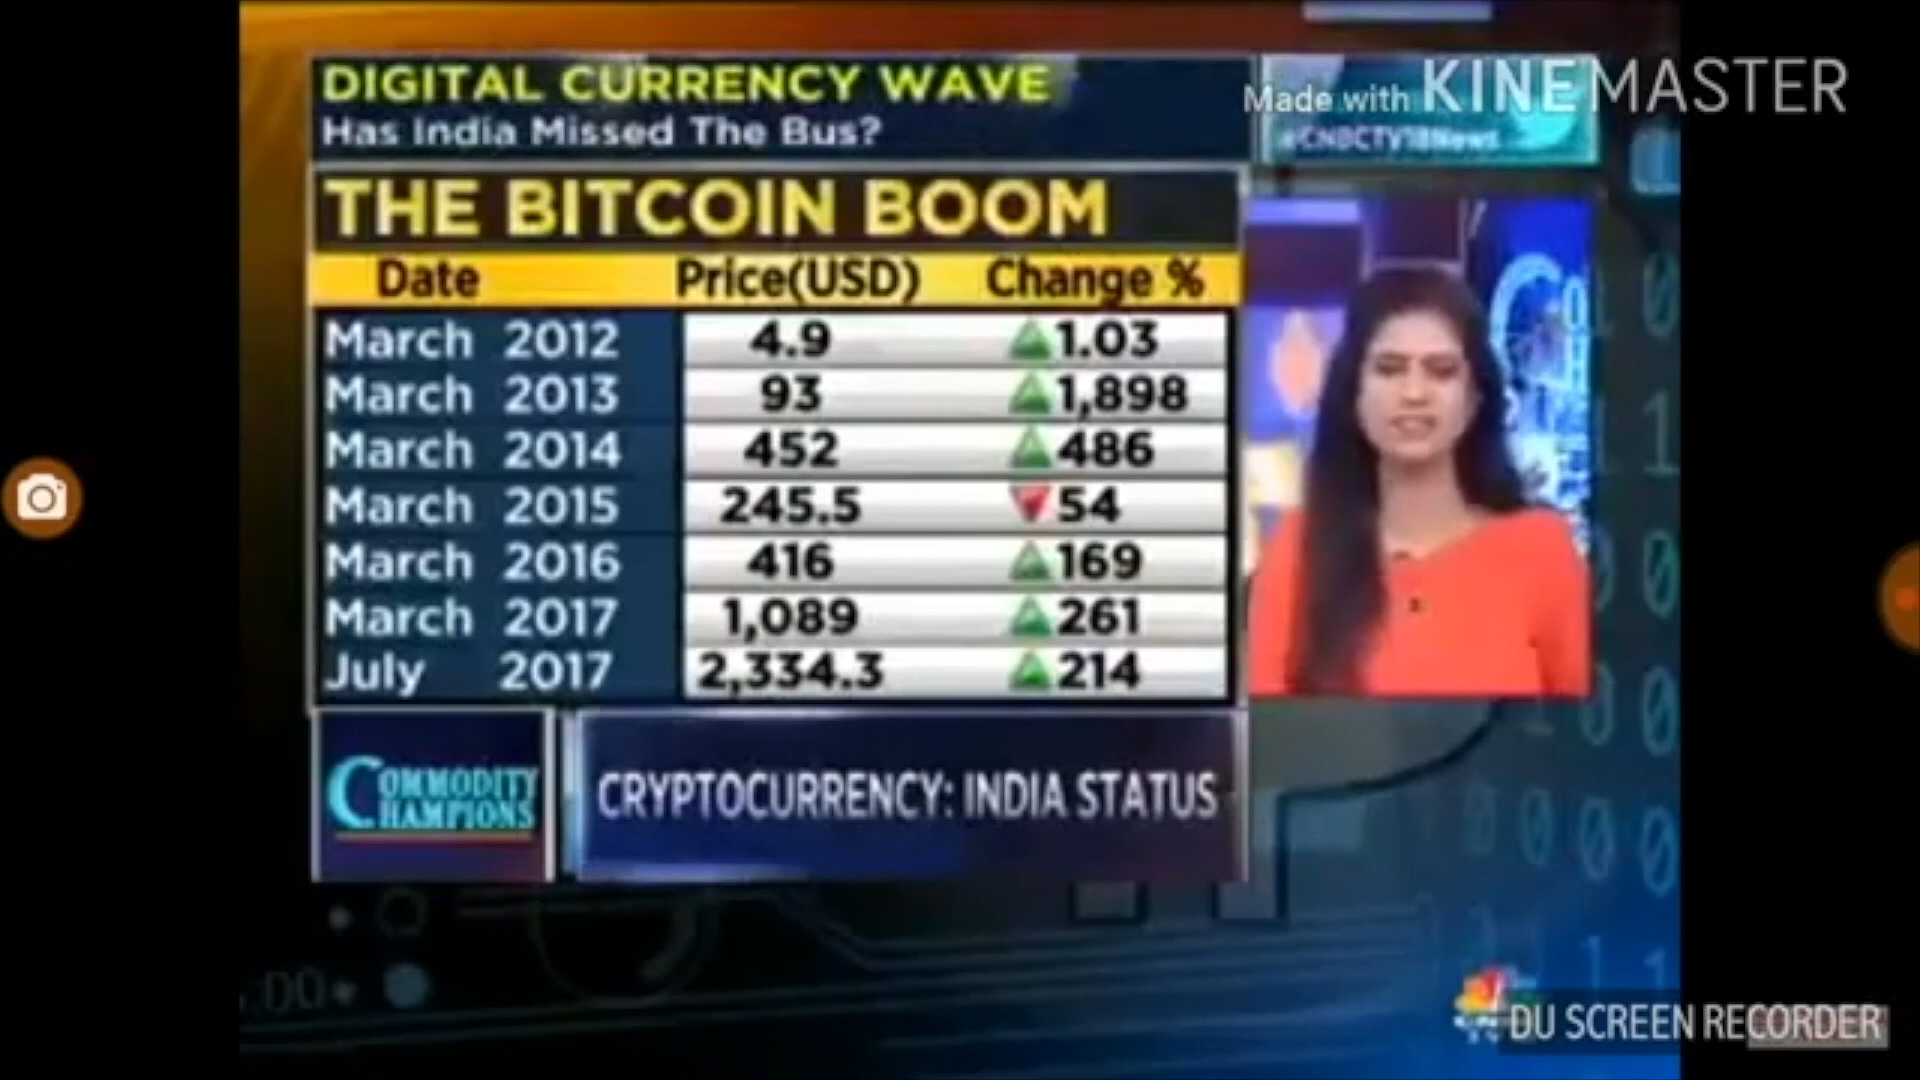 DIGITAL CURRENCY WAVE
Has India Missed The Bus?
Made with KINEMASTER
@CNBCTV18News
THE BITCOIN BOOM
Date Price(USD) Change %
March 2012 4.9 1.03
March 2013 93 1,898
March 2014 452 486
March 2015 245.5 54
March 2016 416 169
March 2017 1,089 261
July 2017 2,334.3 214
COMMODITY
CHAMPIONS
CRYPTOCURRENCY: INDIA STATUS
DU SCREEN RECORDER